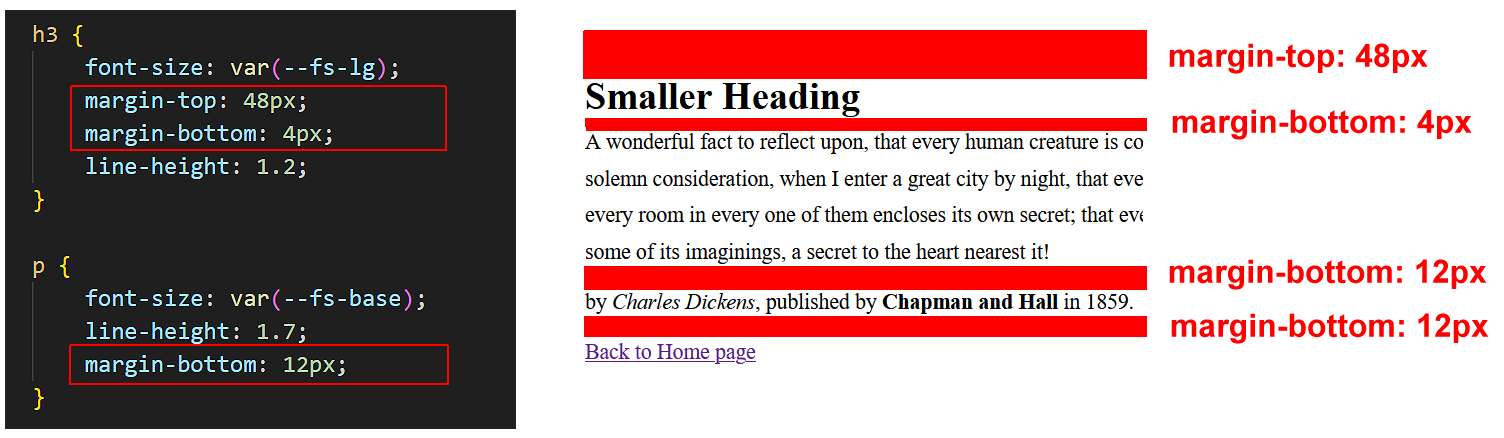 h3 {
font-size: var(--fs-lg);
margin-top: 48px;
margin-bottom: 4px;
line-height: 1.2;
}
p {
font-size: var(--fs-base);
line-height: 1.7;
margin-bottom: 12px;
}
margin-top: 48px
Smaller Heading
margin-bottom: 4px
A wonderful fact to reflect upon, that every human creature is co
solemn consideration, when I enter a great city by night, that eve
every room in every one of them encloses its own secret; that eve
some of its imaginings, a secret to the heart nearest it!
margin-bottom: 12px
by Charles Dickens, published by Chapman and Hall in 1859.
margin-bottom: 12px
Back to Home page